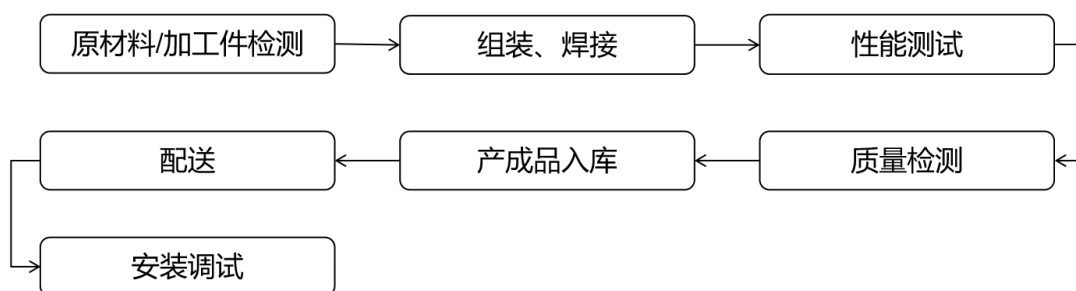 原材料/加工件检测
组装、焊接
性能测试
质量检测
产成品入库
配送
安装调试